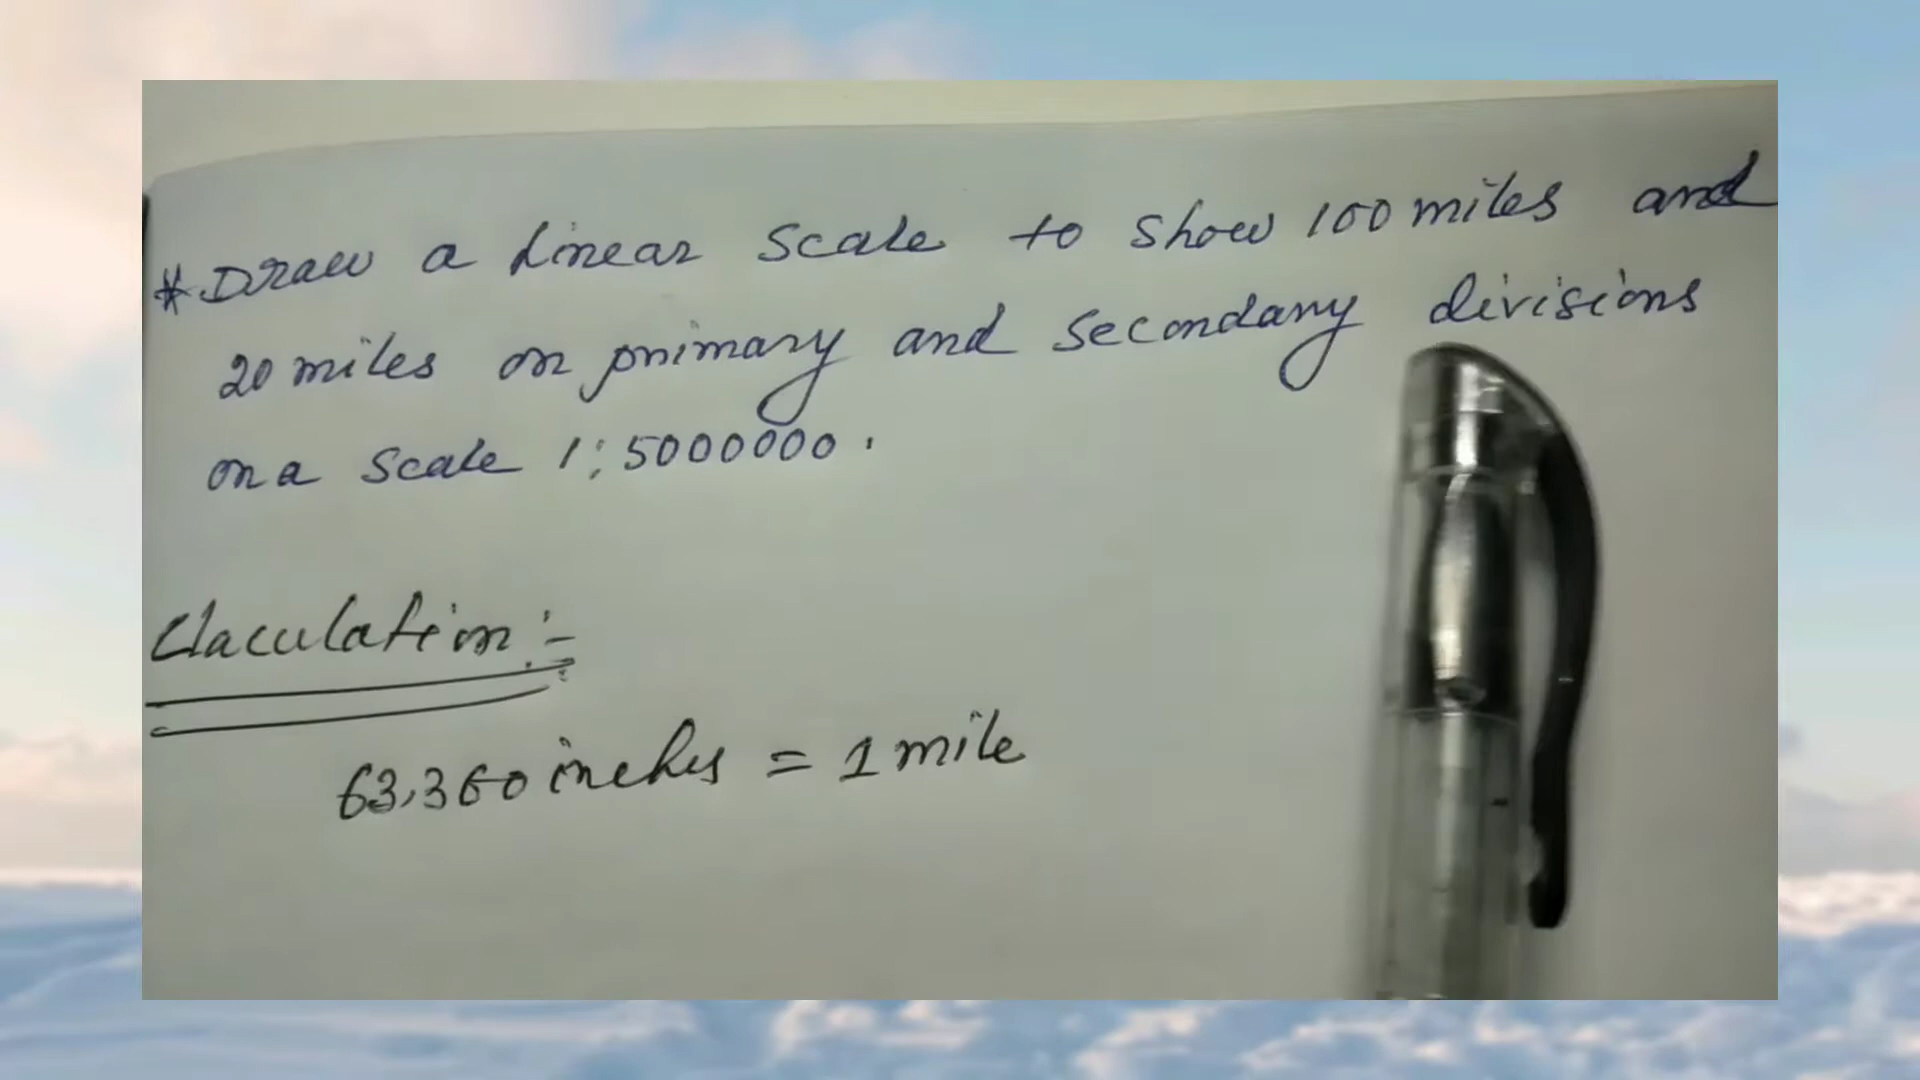 * Draw a linear scale to show 100 miles and
20 miles on primary and secondary divisions
on a scale 1:5000000.
Claculation :-
63,360 inches = 1 mile